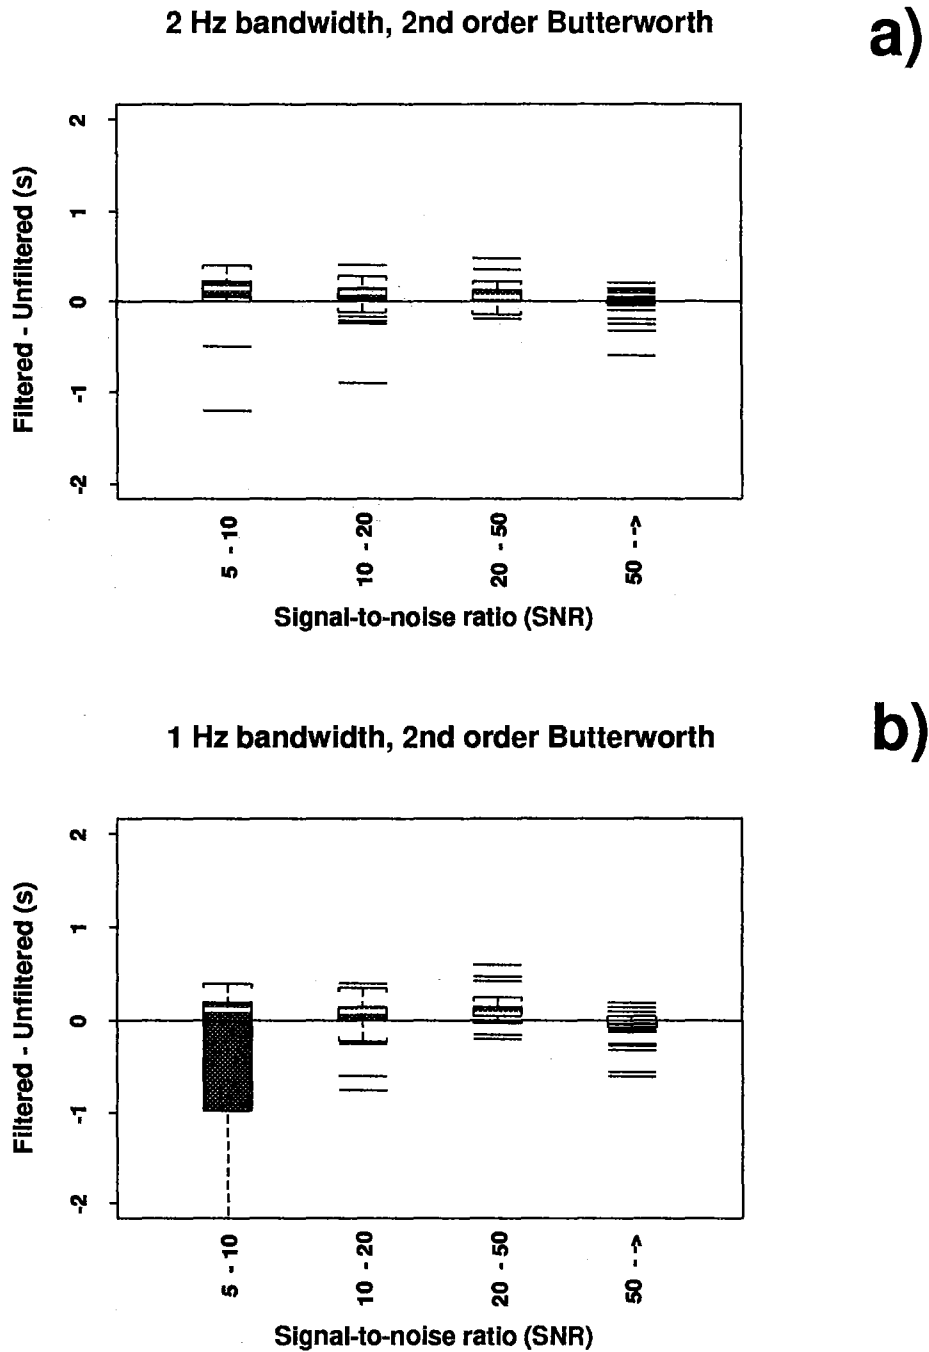 2 Hz bandwidth, 2nd order Butterworth
a)
Filtered - Unfiltered (s)
2
1
0
-1
-2
5 - 10
10 - 20
20 - 50
50 - ->
Signal-to-noise ratio (SNR)
1 Hz bandwidth, 2nd order Butterworth
b)
Filtered - Unfiltered (s)
2
1
0
-1
-2
5 - 10
10 - 20
20 - 50
50 - ->
Signal-to-noise ratio (SNR)